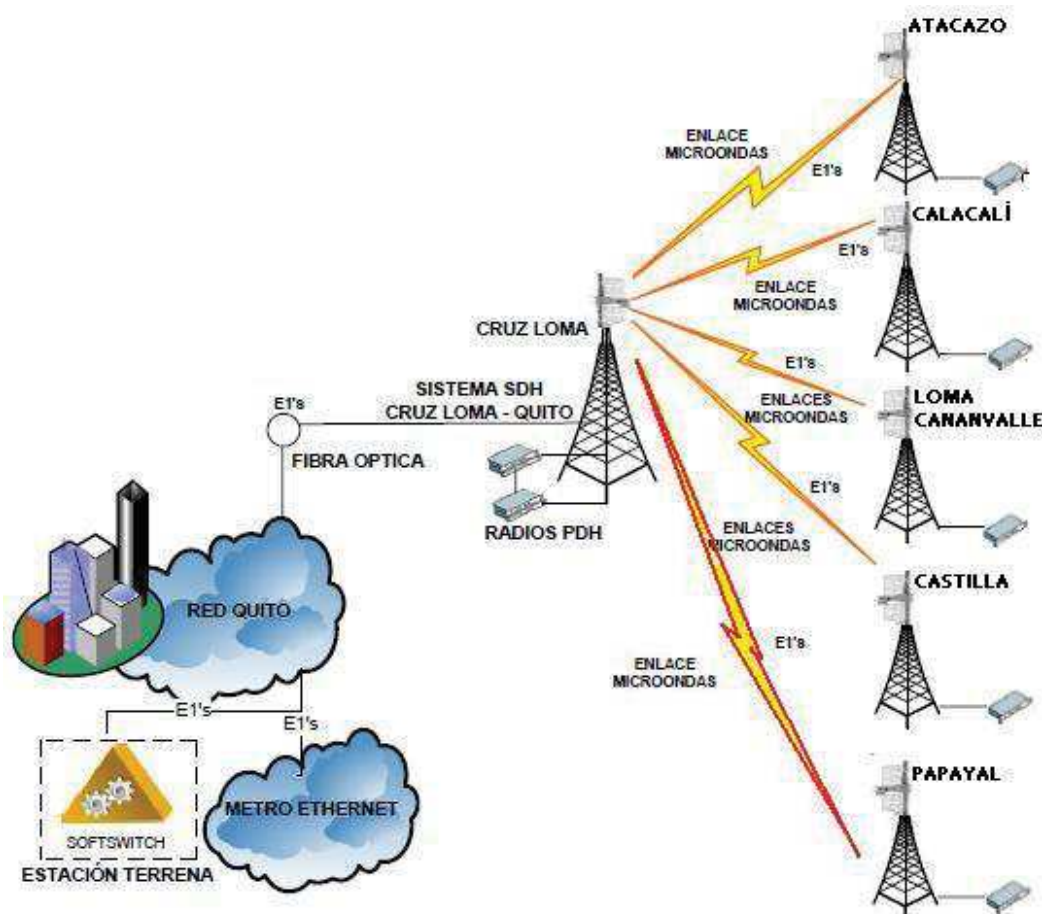 ATACAZO
ENLACE
MICROONDAS
E1's
CALACALÍ
E1's
ENLACE
MICROONDAS
CRUZ LOMA
E1's
LOMA
CANANVALLE
ENLACES
MICROONDAS
SISTEMA SDH
CRUZ LOMA - QUITO
E1's
FIBRA OPTICA
E1's
RADIOS PDH
ENLACES
MICROONDAS
CASTILLA
RED QUITO
E1's
ENLACE
MICROONDAS
E1's
E1's
PAPAYAL
METRO ETHERNET
SOFTSWITCH
ESTACIÓN TERRENA